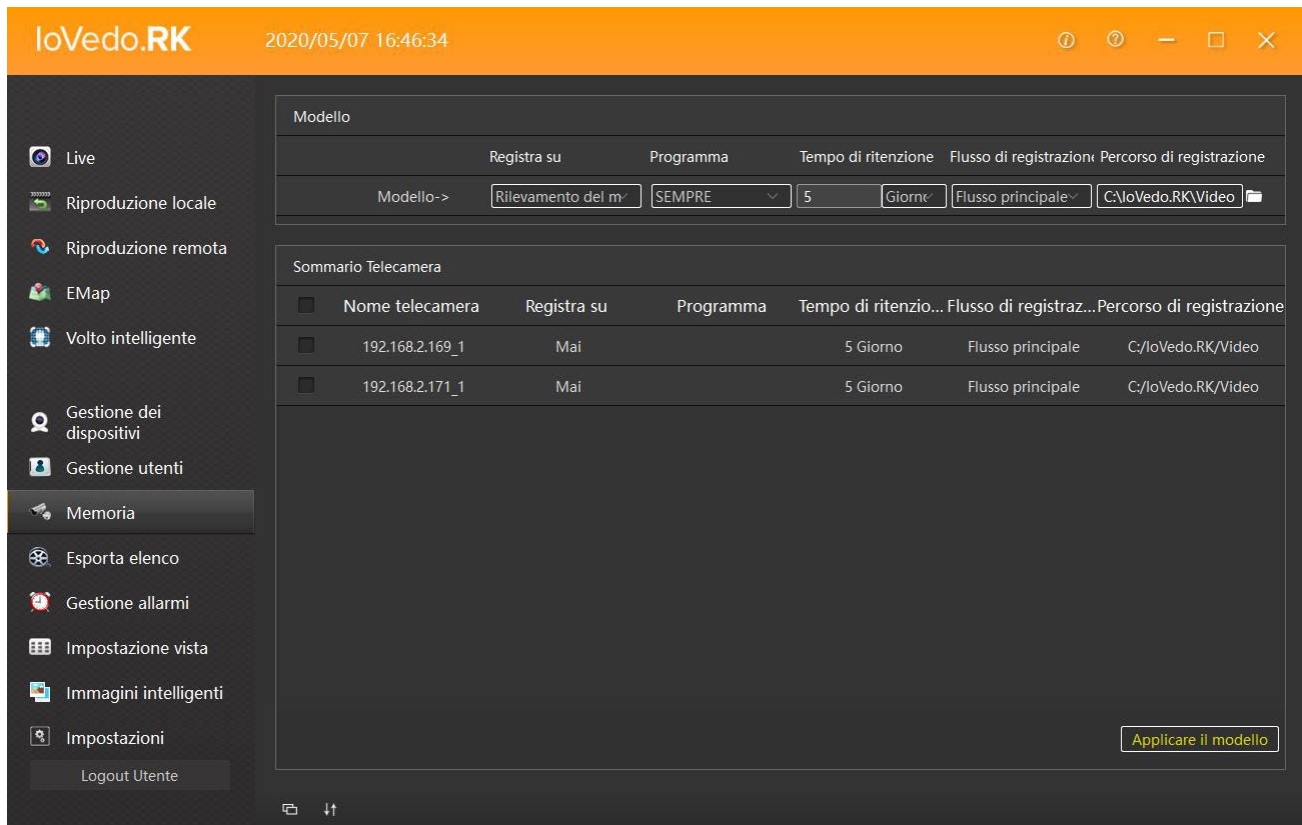 IoVedo.RK
2020/05/07 16:46:34
Live
Riproduzione locale
Riproduzione remota
EMap
Volto intelligente
Gestione dei
dispositivi
Gestione utenti
Memoria
Esporta elenco
Gestione allarmi
Impostazione vista
Immagini intelligenti
Impostazioni
Logout Utente
Modello
Registra su Programma Tempo di ritenzione Flusso di registrazion Percorso di registrazione
Modello-> Rilevamento del m SEMPRE 5 Giorn Flusso principale C:\IoVedo.RK\Video
Sommario Telecamera
Nome telecamera Registra su Programma Tempo di ritenzio... Flusso di registraz... Percorso di registrazione
192.168.2.169_1 Mai 5 Giorno Flusso principale C:/IoVedo.RK/Video
192.168.2.171_1 Mai 5 Giorno Flusso principale C:/IoVedo.RK/Video
Applicare il modello